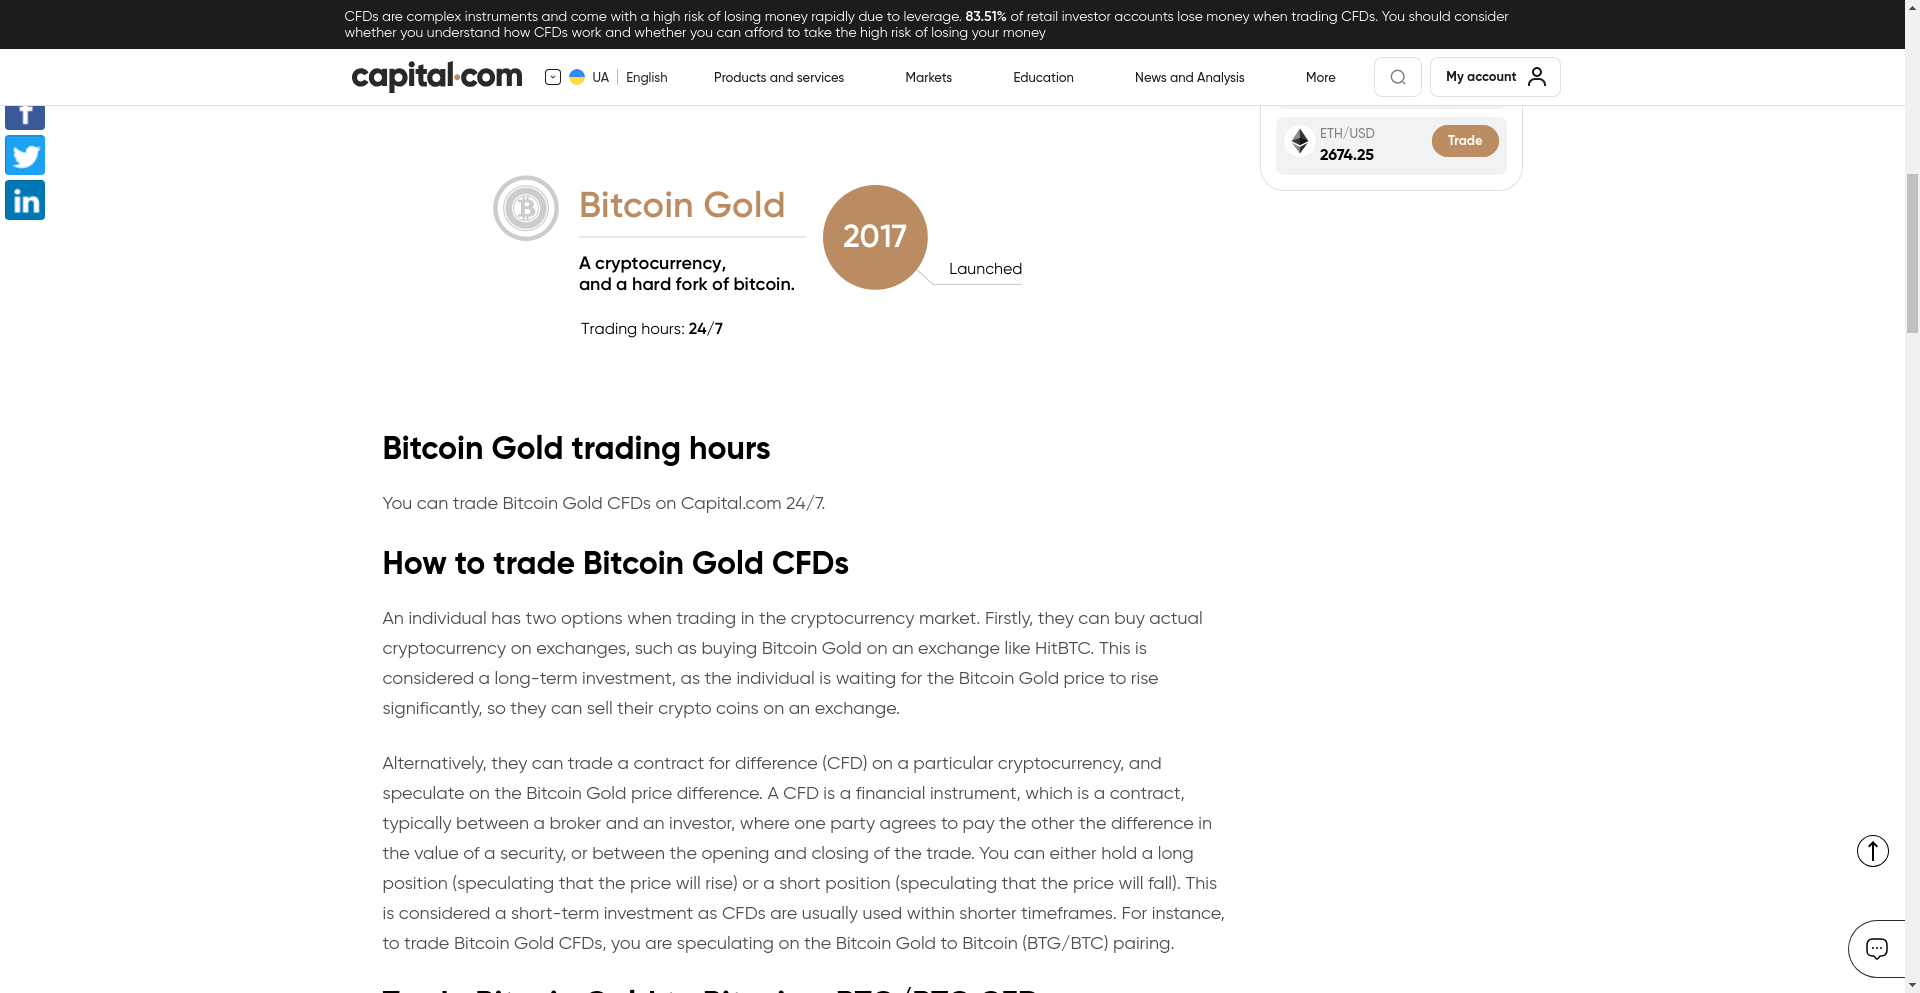 CFDs are complex instruments and come with a high risk of losing money rapidly due to leverage. 83.51% of retail investor accounts lose money when trading CFDs. You should consider
whether you understand how CFDs work and whether you can afford to take the high risk of losing your money
capital.com
UA English
Products and services
Markets
Education
News and Analysis
More
My account
ETH/USD
2674.25
Trade
Bitcoin Gold
2017
A cryptocurrency,
and a hard fork of bitcoin.
Launched
Trading hours: 24/7
Bitcoin Gold trading hours
You can trade Bitcoin Gold CFDs on Capital.com 24/7.
How to trade Bitcoin Gold CFDs
An individual has two options when trading in the cryptocurrency market. Firstly, they can buy actual
cryptocurrency on exchanges, such as buying Bitcoin Gold on an exchange like HitBTC. This is
considered a long-term investment, as the individual is waiting for the Bitcoin Gold price to rise
significantly, so they can sell their crypto coins on an exchange.
Alternatively, they can trade a contract for difference (CFD) on a particular cryptocurrency, and
speculate on the Bitcoin Gold price difference. A CFD is a financial instrument, which is a contract,
typically between a broker and an investor, where one party agrees to pay the other the difference in
the value of a security, or between the opening and closing of the trade. You can either hold a long
position (speculating that the price will rise) or a short position (speculating that the price will fall). This
is considered a short-term investment as CFDs are usually used within shorter timeframes. For instance,
to trade Bitcoin Gold CFDs, you are speculating on the Bitcoin Gold to Bitcoin (BTG/BTC) pairing.